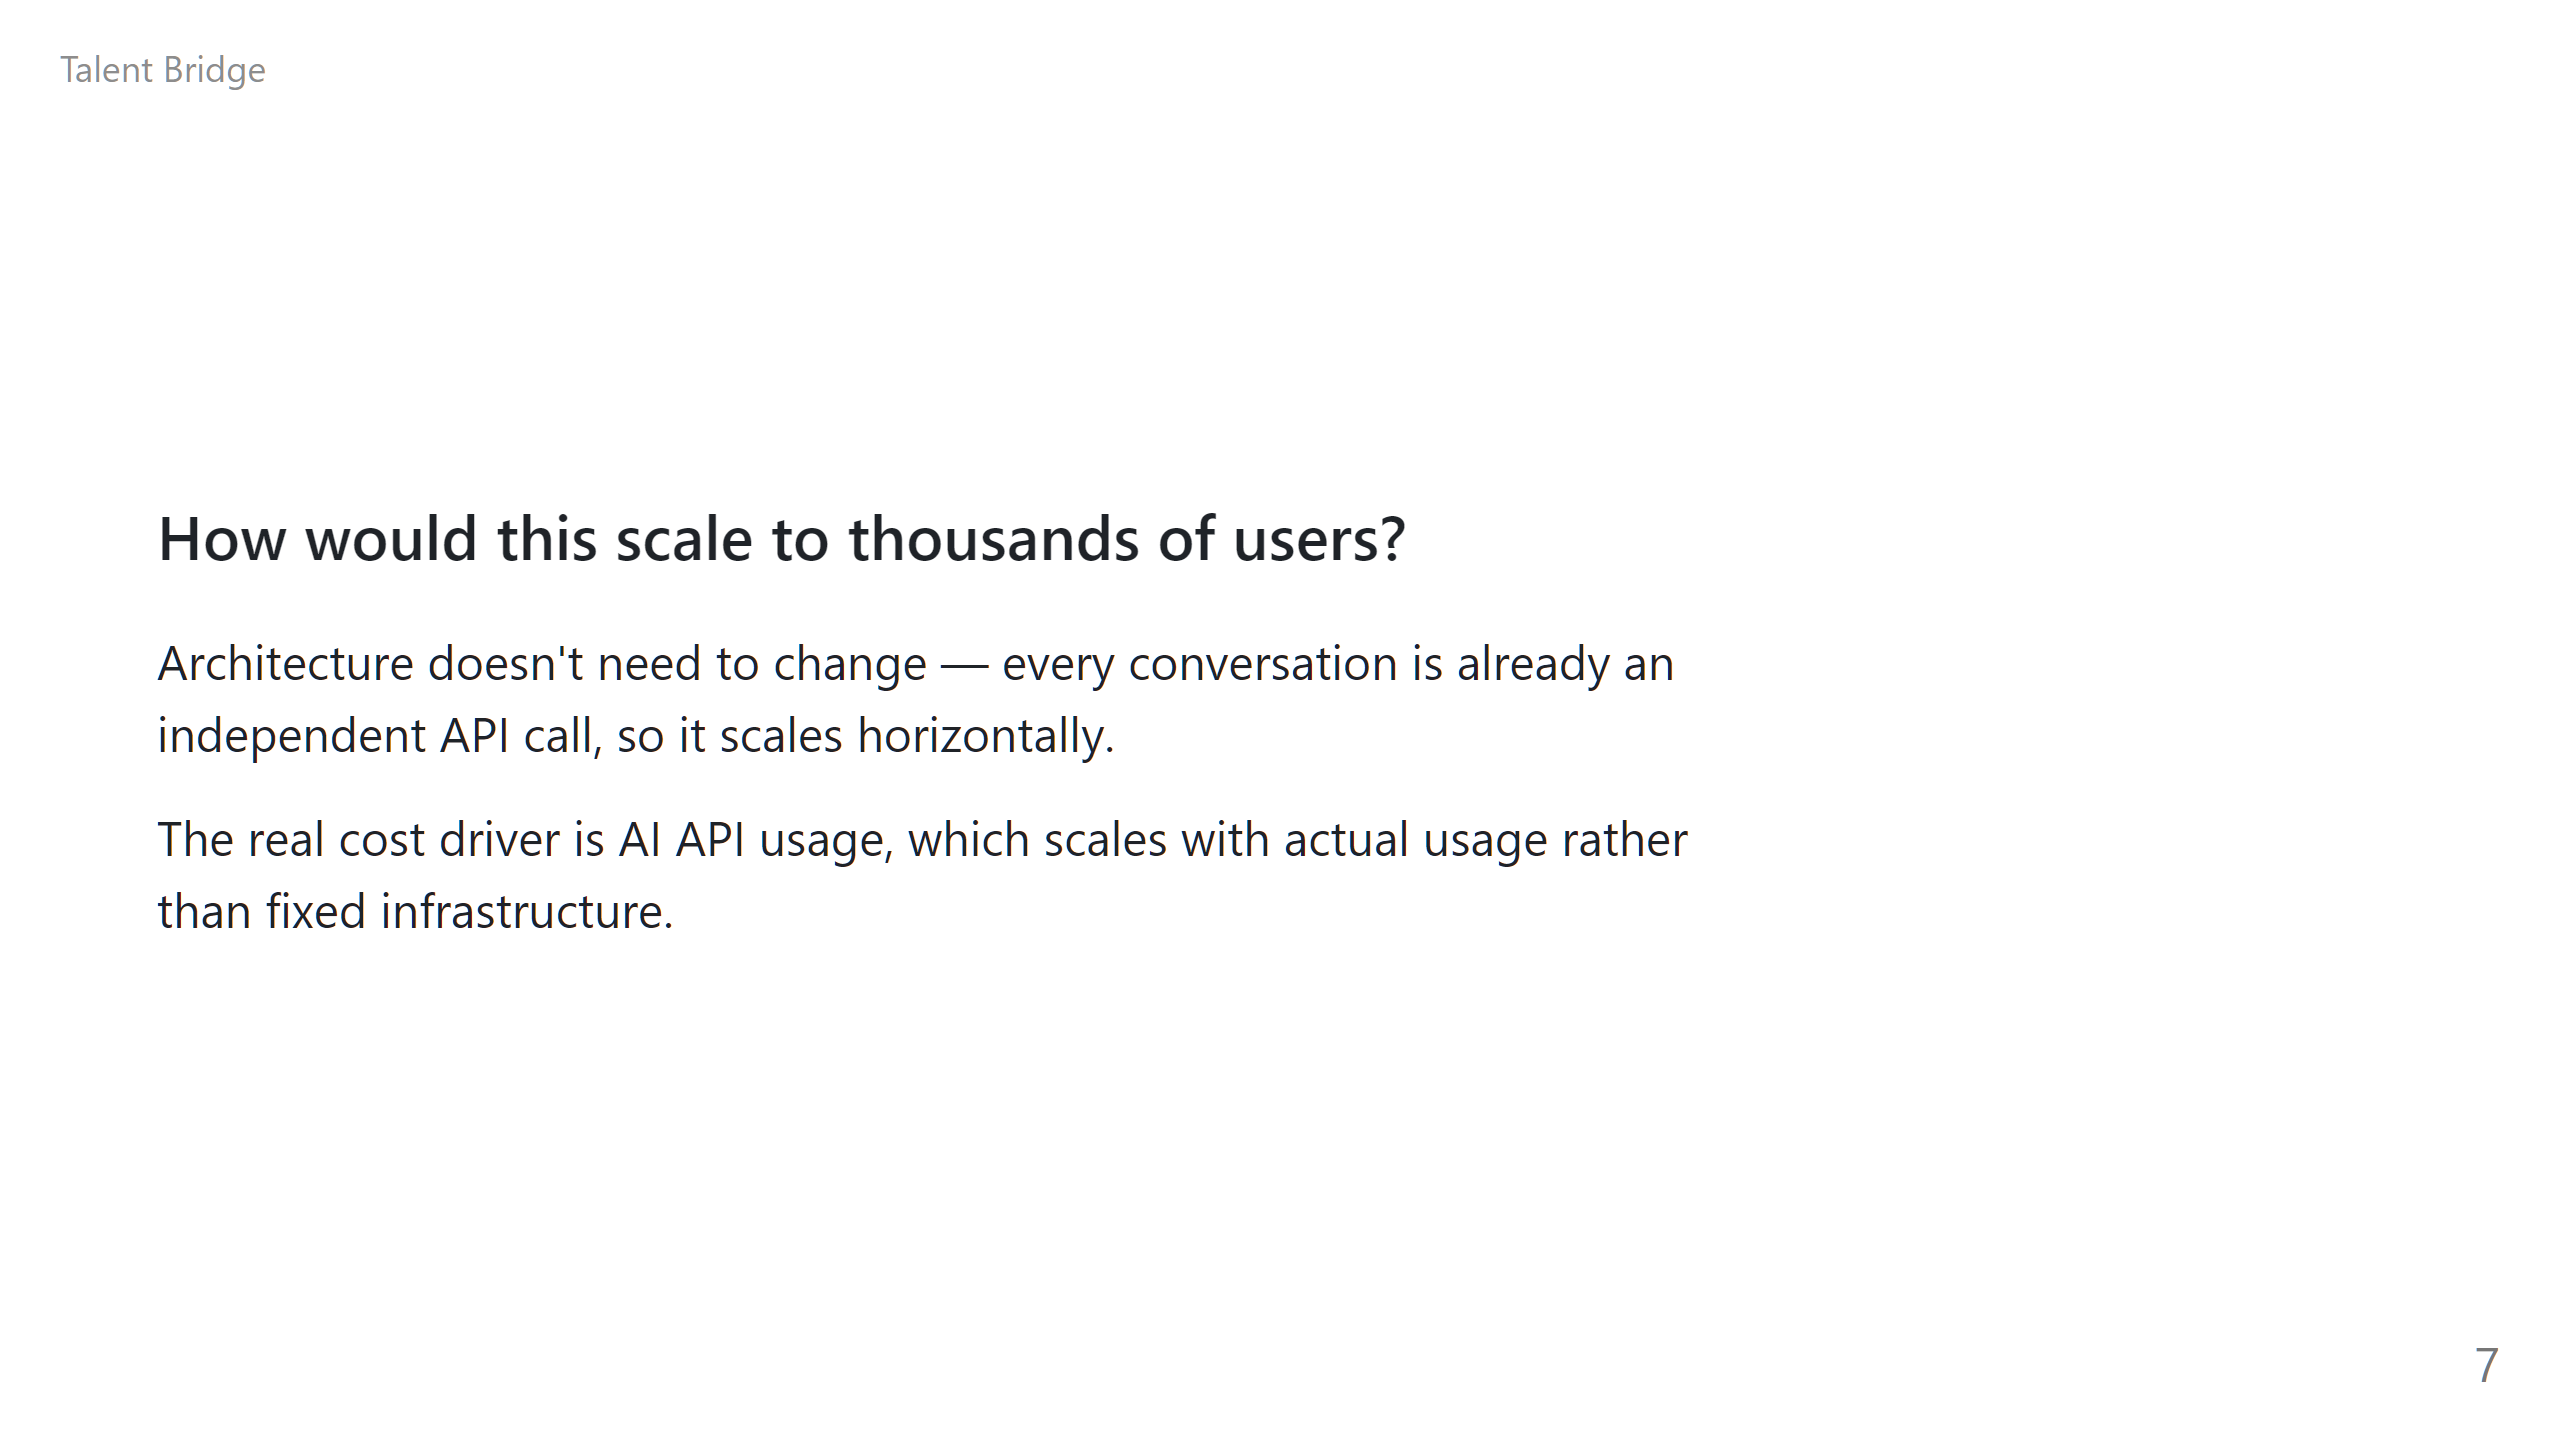 Talent Bridge
How would this scale to thousands of users?
Architecture doesn't need to change — every conversation is already an
independent API call, so it scales horizontally.
The real cost driver is AI API usage, which scales with actual usage rather
than fixed infrastructure.
7